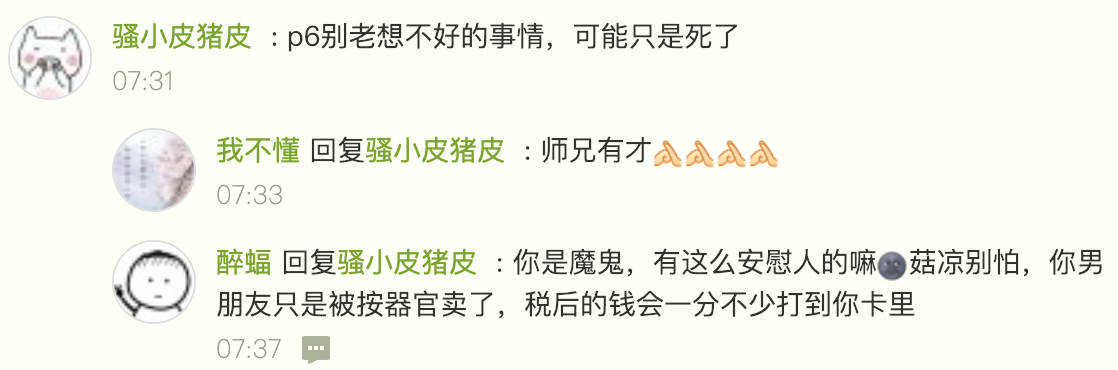 骚小皮猪皮 : p6别老想不好的事情，可能只是死了
07:31
我不懂 回复骚小皮猪皮 : 师兄有才🙏🙏🙏🙏
07:33
醉蝠 回复骚小皮猪皮 : 你是魔鬼，有这么安慰人的嘛🌚菇凉别怕，你男
朋友只是被按器官卖了，税后的钱会一分不少打到你卡里
07:37